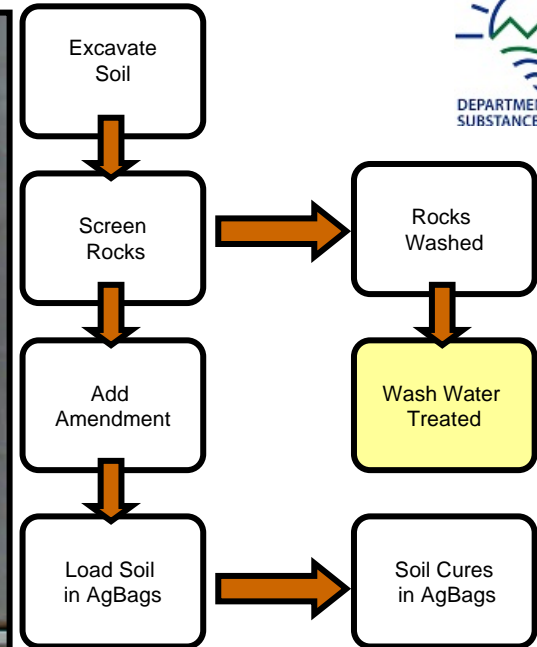 Excavate
Soil
DEPARTMEN
SUBSTANCE
Screen
Rocks
Rocks
Washed
Add
Amendment
Wash Water
Treated
Load Soil
in AgBags
Soil Cures
in AgBags